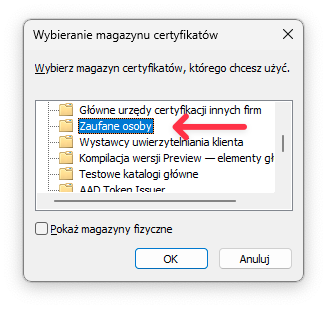 Wybieranie magazynu certyfikatów
Wybierz magazyn certyfikatów, którego chcesz użyć.
Główne urzędy certyfikacji innych firm
Zaufane osoby
Wystawcy uwierzytelniania klienta
Kompilacja wersji Preview — elementy gł
Testowe katalogi główne
AAD Token Issuer
Pokaż magazyny fizyczne
OK
Anuluj